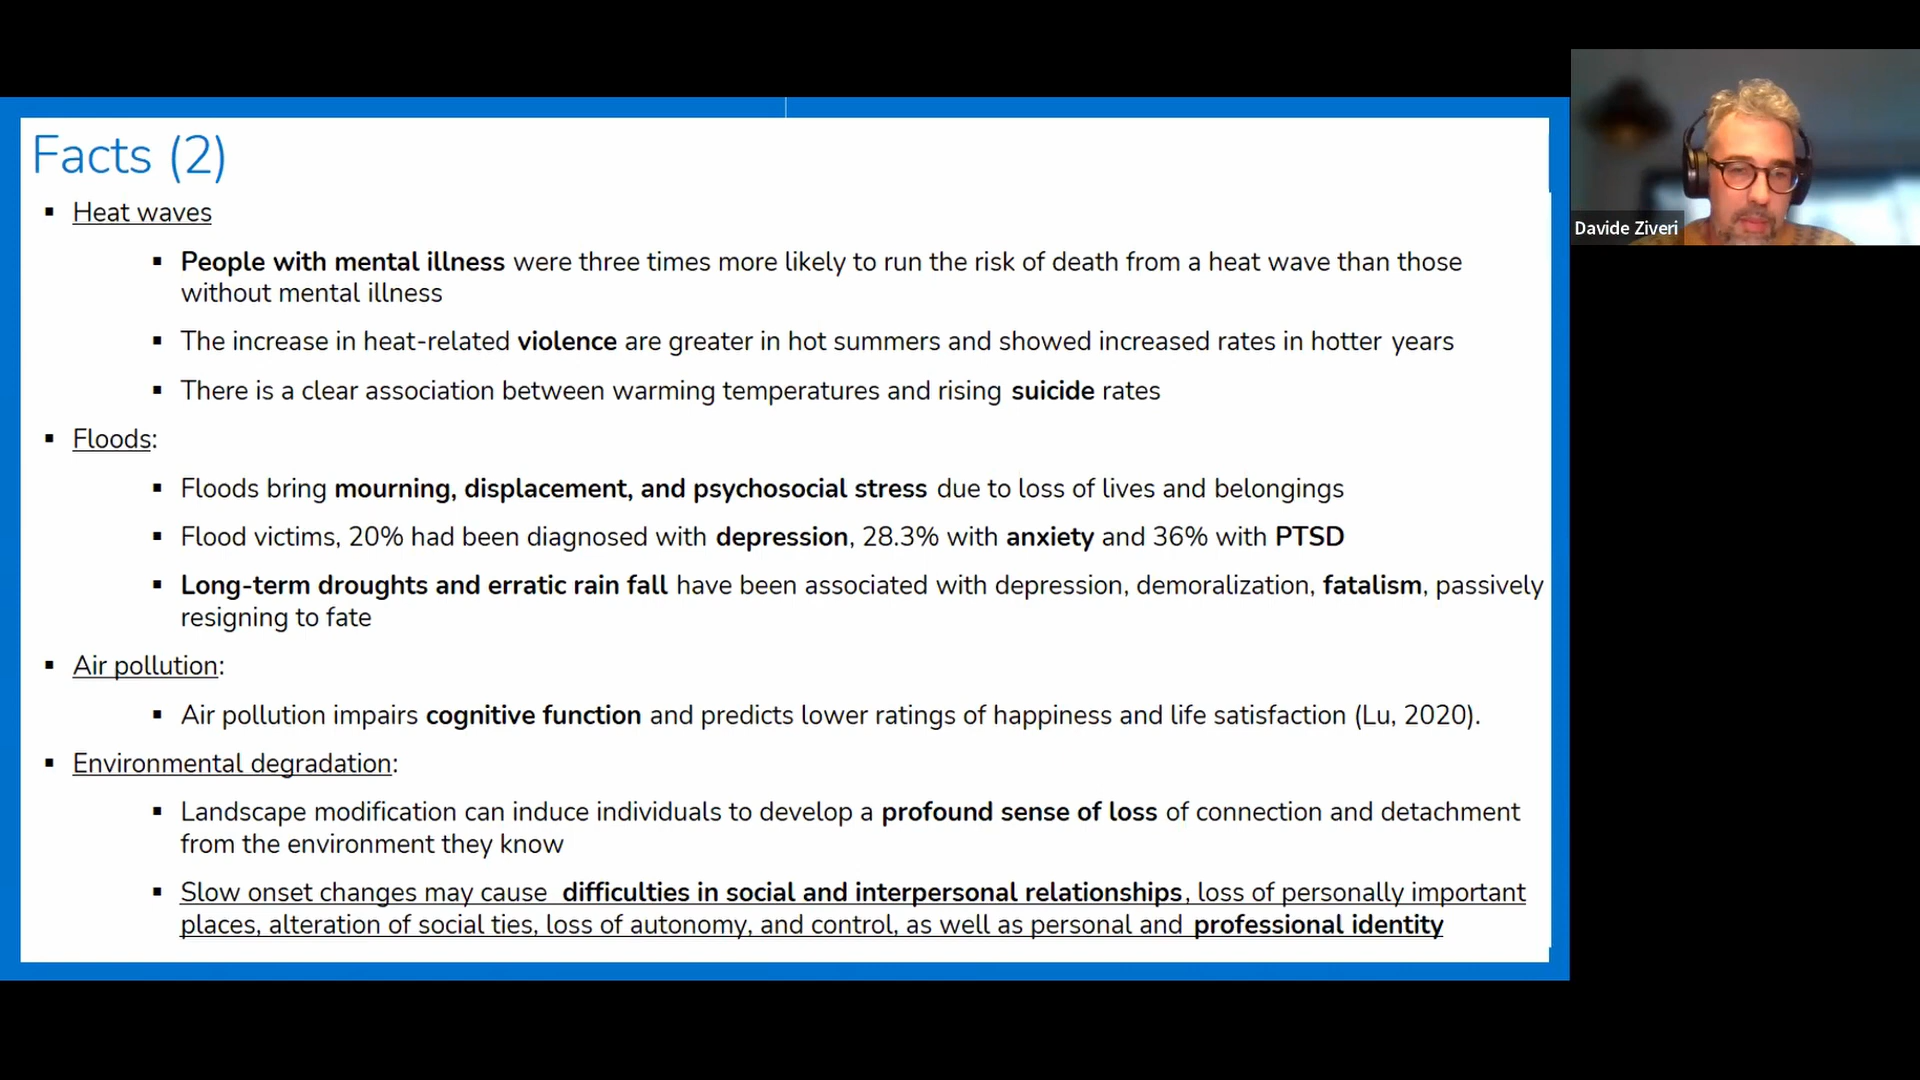 Facts (2)
▪ Heat waves
▪ People with mental illness were three times more likely to run the risk of death from a heat wave than those
without mental illness
▪ The increase in heat-related violence are greater in hot summers and showed increased rates in hotter years
▪ There is a clear association between warming temperatures and rising suicide rates
▪ Floods:
▪ Floods bring mourning, displacement, and psychosocial stress due to loss of lives and belongings
▪ Flood victims, 20% had been diagnosed with depression, 28.3% with anxiety and 36% with PTSD
▪ Long-term droughts and erratic rain fall have been associated with depression, demoralization, fatalism, passively
resigning to fate
▪ Air pollution:
▪ Air pollution impairs cognitive function and predicts lower ratings of happiness and life satisfaction (Lu, 2020).
▪ Environmental degradation:
▪ Landscape modification can induce individuals to develop a profound sense of loss of connection and detachment
from the environment they know
▪ Slow onset changes may cause difficulties in social and interpersonal relationships, loss of personally important
places, alteration of social ties, loss of autonomy, and control, as well as personal and professional identity
Davide Ziveri